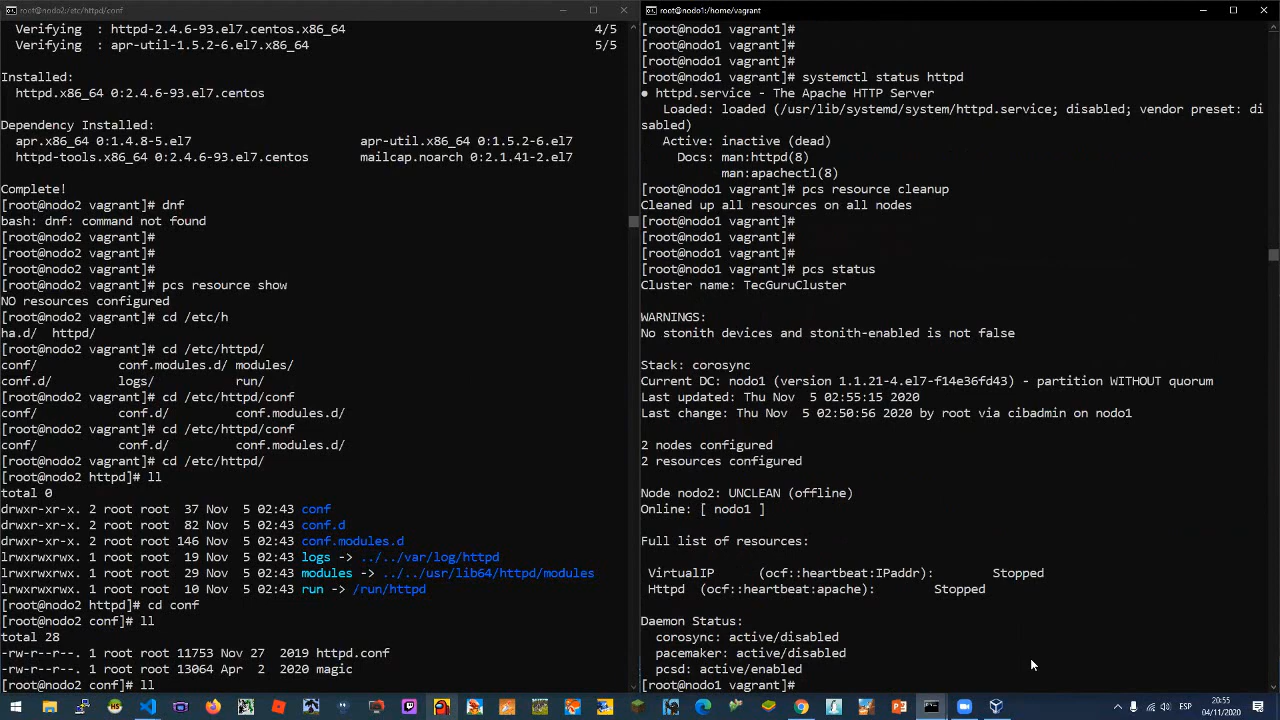 root@nodo2:/etc/httpd/conf
Verifying  : httpd-2.4.6-93.el7.centos.x86_64                                       4/5
Verifying  : apr-util-1.5.2-6.el7.x86_64                                            5/5
Installed:
httpd.x86_64 0:2.4.6-93.el7.centos
Dependency Installed:
apr.x86_64 0:1.4.8-5.el7                   apr-util.x86_64 0:1.5.2-6.el7
httpd-tools.x86_64 0:2.4.6-93.el7.centos   mailcap.noarch 0:2.1.41-2.el7
Complete!
[root@nodo2 vagrant]# dnf
bash: dnf: command not found
[root@nodo2 vagrant]#
[root@nodo2 vagrant]#
[root@nodo2 vagrant]#
[root@nodo2 vagrant]# pcs resource show
NO resources configured
[root@nodo2 vagrant]# cd /etc/h
ha.d/  httpd/
[root@nodo2 vagrant]# cd /etc/httpd/
conf/           conf.modules.d/ modules/
conf.d/         logs/           run/
[root@nodo2 vagrant]# cd /etc/httpd/conf
conf/           conf.d/         conf.modules.d/
[root@nodo2 vagrant]# cd /etc/httpd/conf
conf/           conf.d/         conf.modules.d/
[root@nodo2 vagrant]# cd /etc/httpd/
[root@nodo2 httpd]# ll
total 0
drwxr-xr-x. 2 root root  37 Nov  5 02:43 conf
drwxr-xr-x. 2 root root  82 Nov  5 02:43 conf.d
drwxr-xr-x. 2 root root 146 Nov  5 02:43 conf.modules.d
lrwxrwxrwx. 1 root root  19 Nov  5 02:43 logs -> ../../var/log/httpd
lrwxrwxrwx. 1 root root  29 Nov  5 02:43 modules -> ../../usr/lib64/httpd/modules
lrwxrwxrwx. 1 root root  10 Nov  5 02:43 run -> /run/httpd
[root@nodo2 httpd]# cd conf
[root@nodo2 conf]# ll
total 28
-rw-r--r--. 1 root root 11753 Nov 27  2019 httpd.conf
-rw-r--r--. 1 root root 13064 Apr  2  2020 magic
[root@nodo2 conf]# ll
root@nodo1:/home/vagrant
[root@nodo1 vagrant]#
[root@nodo1 vagrant]#
[root@nodo1 vagrant]#
[root@nodo1 vagrant]# systemctl status httpd
● httpd.service - The Apache HTTP Server
Loaded: loaded (/usr/lib/systemd/system/httpd.service; disabled; vendor preset: di
sabled)
Active: inactive (dead)
Docs: man:httpd(8)
man:apachectl(8)
[root@nodo1 vagrant]# pcs resource cleanup
Cleaned up all resources on all nodes
[root@nodo1 vagrant]#
[root@nodo1 vagrant]#
[root@nodo1 vagrant]#
[root@nodo1 vagrant]# pcs status
Cluster name: TecGuruCluster
WARNINGS:
No stonith devices and stonith-enabled is not false
Stack: corosync
Current DC: nodo1 (version 1.1.21-4.el7-f14e36fd43) - partition WITHOUT quorum
Last updated: Thu Nov  5 02:55:15 2020
Last change: Thu Nov  5 02:50:56 2020 by root via cibadmin on nodo1
2 nodes configured
2 resources configured
Node nodo2: UNCLEAN (offline)
Online: [ nodo1 ]
Full list of resources:
VirtualIP      (ocf::heartbeat:IPaddr):       Stopped
Httpd  (ocf::heartbeat:apache):       Stopped
Daemon Status:
corosync: active/disabled
pacemaker: active/disabled
pcsd: active/enabled
[root@nodo1 vagrant]#
ESP
20:55
04/11/2020